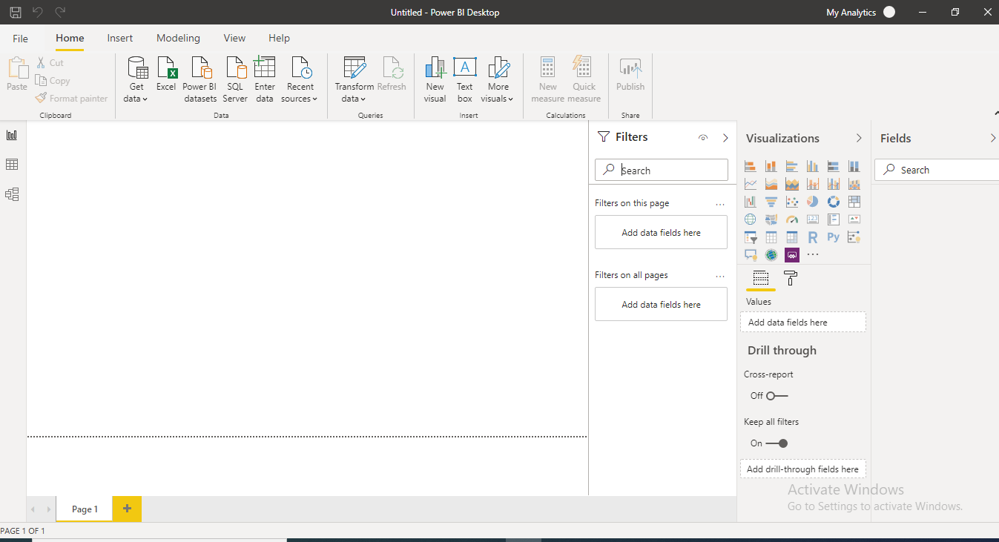 Untitled - Power BI Desktop
My Analytics
File Home Insert Modeling View Help
Paste
Cut
Copy
Format painter
Clipboard
Get data
Excel
Power BI datasets
SQL Server
Enter data
Recent sources
Data
Transform data
Refresh
Queries
New visual
A
Text box
More visuals
Insert
New measure
Quick measure
Calculations
Publish
Share
Filters
Search
Filters on this page
...
Add data fields here
Filters on all pages
...
Add data fields here
Visualizations
123
R
Py
...
Values
Add data fields here
Drill through
Cross-report
Off
Keep all filters
On
Add drill-through fields here
Fields
Search
Activate Windows
Go to Settings to activate Windows.
Page 1
PAGE 1 OF 1